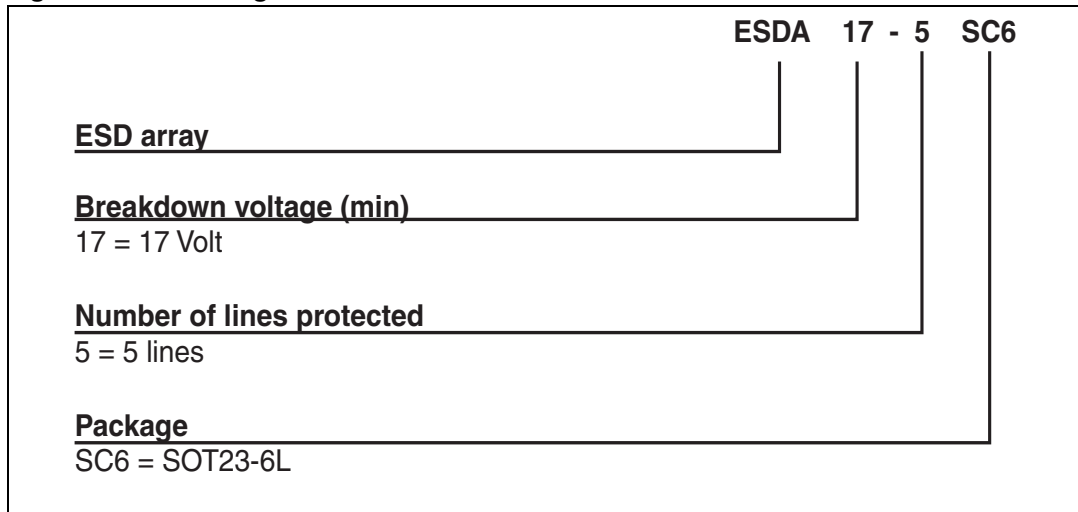 ESDA 17 - 5 SC6
ESD array
Breakdown voltage (min)
17 = 17 Volt
Number of lines protected
5 = 5 lines
Package
SC6 = SOT23-6L